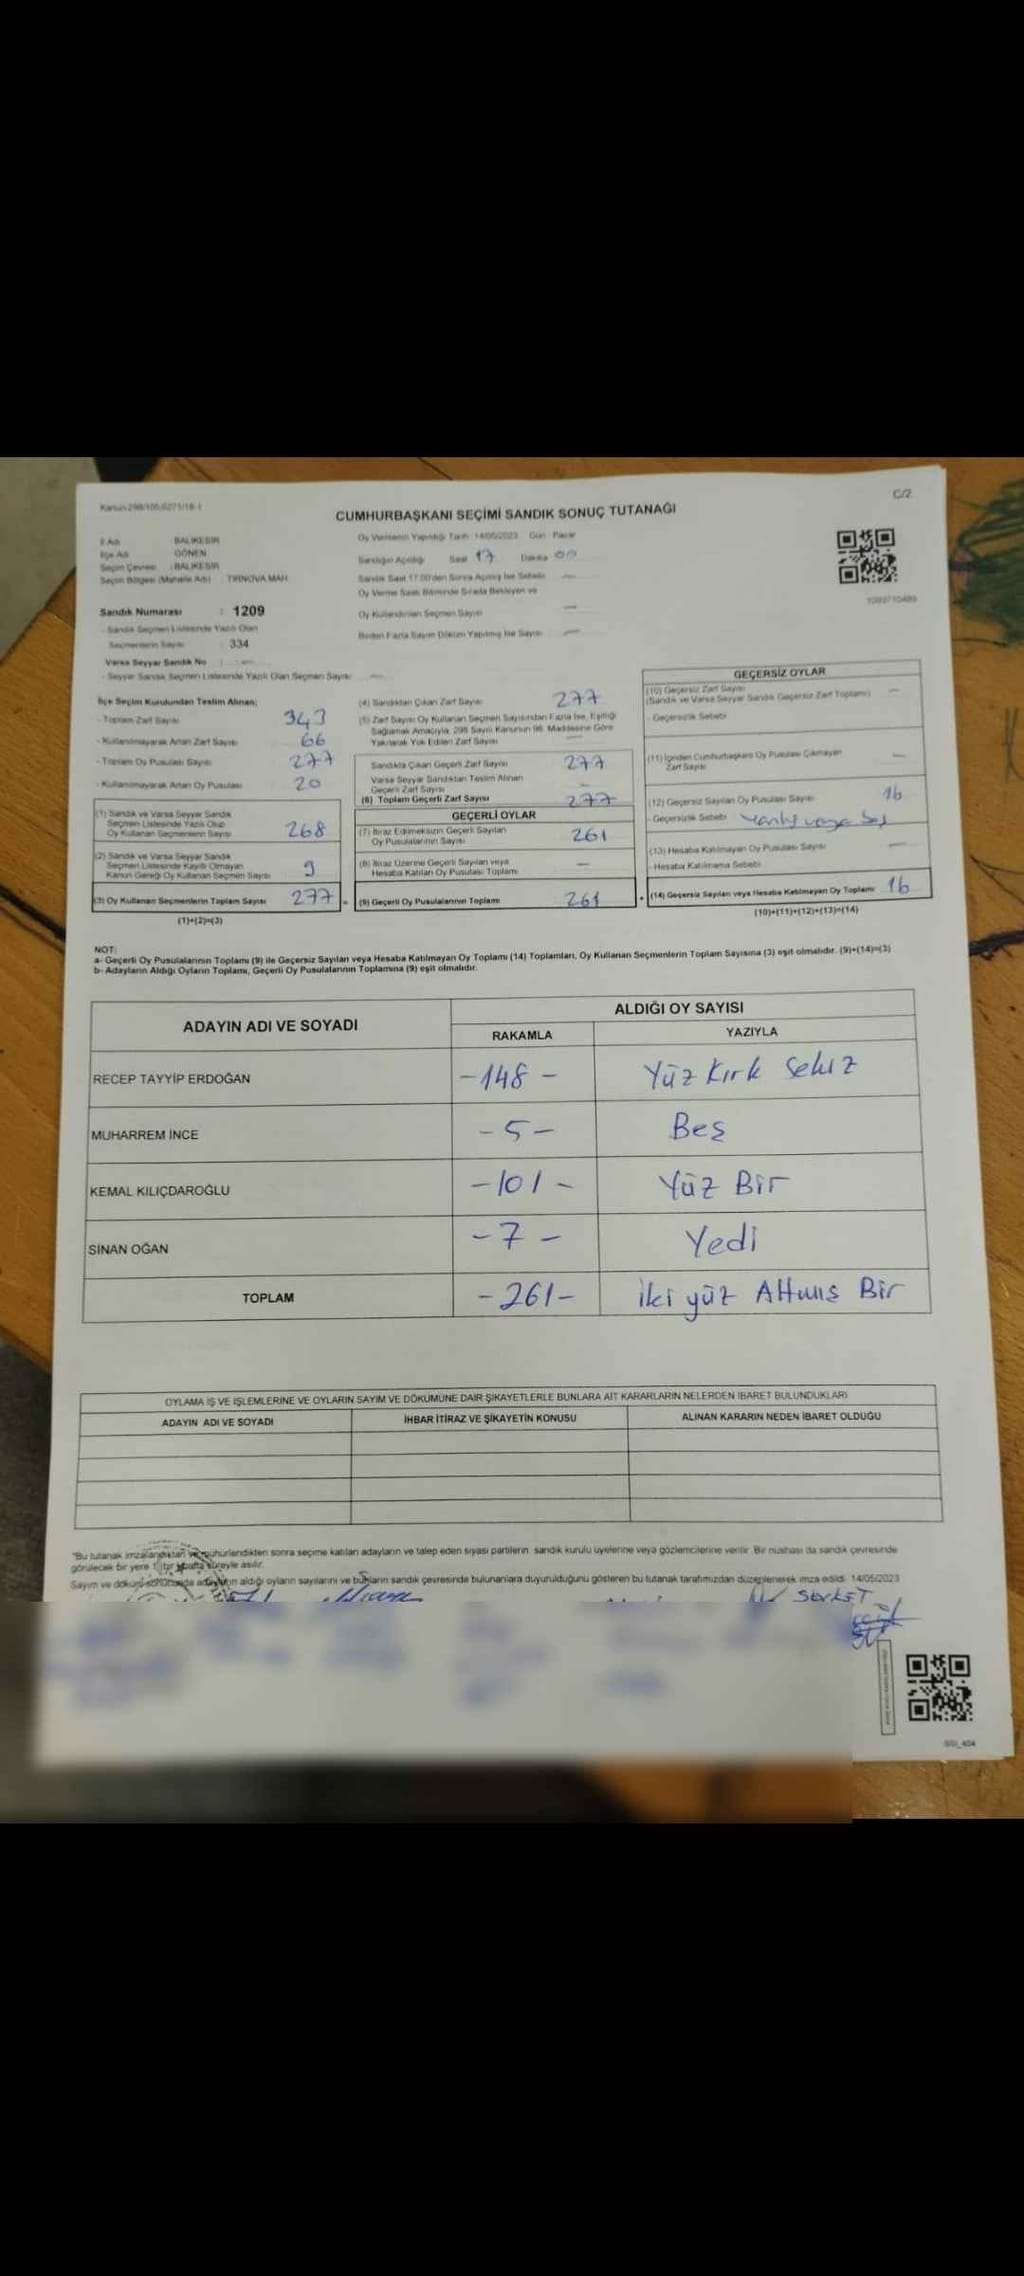 C/2
CUMHURBAŞKANI SEÇİMİ SANDIK SONUÇ TUTANAĞI
İl Adı : BALIKESİR
İlçe Adı : GÖNEN
Seçim Çevresi : BALIKESİR
Seçim Bölgesi (Mahalle Adı) : TIRNOVA MAH.
Sandık Numarası : 1209
- Sandık Seçmen Listesinde Yazılı Olan
Seçmenlerin Sayısı : 334
Varsa Seyyar Sandık No : —
- Seyyar Sandık Seçmen Listesinde Yazılı Olan Seçmen Sayısı —
Oy Vermenin Yapıldığı Tarih 14/05/2023 Gün : Pazar
Sandığın Açıldığı Saat 17 Dakika 00
Sandık Saat 17:00'den Sonra Açılmış İse Sebebi —
Oy Verme Saati Bitiminde Sırada Bekleyen ve
Oy Kullandırılan Seçmen Sayısı —
Birden Fazla Sayım Döküm Yapılmış İse Sayısı —
İlçe Seçim Kurulundan Teslim Alınan;
- Toplam Zarf Sayısı 343
- Kullanılmayarak Artan Zarf Sayısı 66
- Toplam Oy Pusulası Sayısı 277
- Kullanılmayarak Artan Oy Pusulası 20
(1) Sandık ve Varsa Seyyar Sandık
Seçmen Listesinde Yazılı Olup
Oy Kullanan Seçmenlerin Sayısı 268
(2) Sandık ve Varsa Seyyar Sandık
Seçmen Listesinde Kayıtlı Olmayan
Kanun Gereği Oy Kullanan Seçmen Sayısı 9
(3) Oy Kullanan Seçmenlerin Toplam Sayısı 277 =
(1)+(2)=(3)
(4) Sandıktan Çıkan Zarf Sayısı 277
(5) Zarf Sayısı Oy Kullanan Seçmen Sayısından Fazla İse, Eşitliği
Sağlamak Amacıyla, 298 Sayılı Kanunun 98. Maddesine Göre
Yakılarak Yok Edilen Zarf Sayısı —
Sandıkta Çıkan Geçerli Zarf Sayısı 277
Varsa Seyyar Sandıktan Teslim Alınan
Geçerli Zarf Sayısı —
(6) Toplam Geçerli Zarf Sayısı 277
GEÇERLİ OYLAR
(7) İtiraz Edilmeksizin Geçerli Sayılan
Oy Pusulalarının Sayısı 261
(8) İtiraz Üzerine Geçerli Sayılan veya
Hesaba Katılan Oy Pusulası Toplamı —
(9) Geçerli Oy Pusulalarının Toplamı 261 +
GEÇERSİZ OYLAR
(10) Geçersiz Zarf Sayısı —
(Sandık ve Varsa Seyyar Sandık Geçersiz Zarf Toplamı)
- Geçersizlik Sebebi
(11) İçinden Cumhurbaşkanı Oy Pusulası Çıkmayan
Zarf Sayısı —
(12) Geçersiz Sayılan Oy Pusulası Sayısı 16
- Geçersizlik Sebebi
(13) Hesaba Katılmayan Oy Pusulası Sayısı —
- Hesaba Katılmama Sebebi
(14) Geçersiz Sayılan veya Hesaba Katılmayan Oy Toplamı 16
(10)+(11)+(12)+(13)=(14)
NOT:
a- Geçerli Oy Pusulalarının Toplamı (9) ile Geçersiz Sayılan veya Hesaba Katılmayan Oy Toplamı (14) Toplamları, Oy Kullanan Seçmenlerin Toplam Sayısına (3) eşit olmalıdır. (9)+(14)=(3)
b- Adayların Aldığı Oyların Toplamı, Geçerli Oy Pusulalarının Toplamına (9) eşit olmalıdır.
ADAYIN ADI VE SOYADI ALDIĞI OY SAYISI
RAKAMLA YAZIYLA
RECEP TAYYİP ERDOĞAN -148- Yüz Kırk Sekiz
MUHARREM İNCE -5- Beş
KEMAL KILIÇDAROĞLU -101- Yüz Bir
SİNAN OĞAN -7- Yedi
TOPLAM -261- iki yüz Altmış Bir
OYLAMA İŞ VE İŞLEMLERİNE VE OYLARIN SAYIM VE DÖKÜMÜNE DAİR ŞİKAYETLERLE BUNLARA AİT KARARLARIN NELERDEN İBARET BULUNDUKLARI
ADAYIN ADI VE SOYADI İHBAR İTİRAZ VE ŞİKAYETİN KONUSU ALINAN KARARIN NEDEN İBARET OLDUĞU
"Bu tutanak imzalandıktan ve mühürlendikten sonra seçime katılan adayların ve talep eden siyasi partilerin sandık kurulu üyelerine veya gözlemcilerine verilir. Bir nüshası da sandık çevresinde
görülecek bir yere 1 (bir) hafta süreyle asılır.
Sayım ve döküm sonucunda adayların aldığı oyların sayılarını ve bunların sandık çevresinde bulunanlara duyurulduğunu gösteren bu tutanak tarafımızdan düzenlenerek imza edildi. 14/05/2023